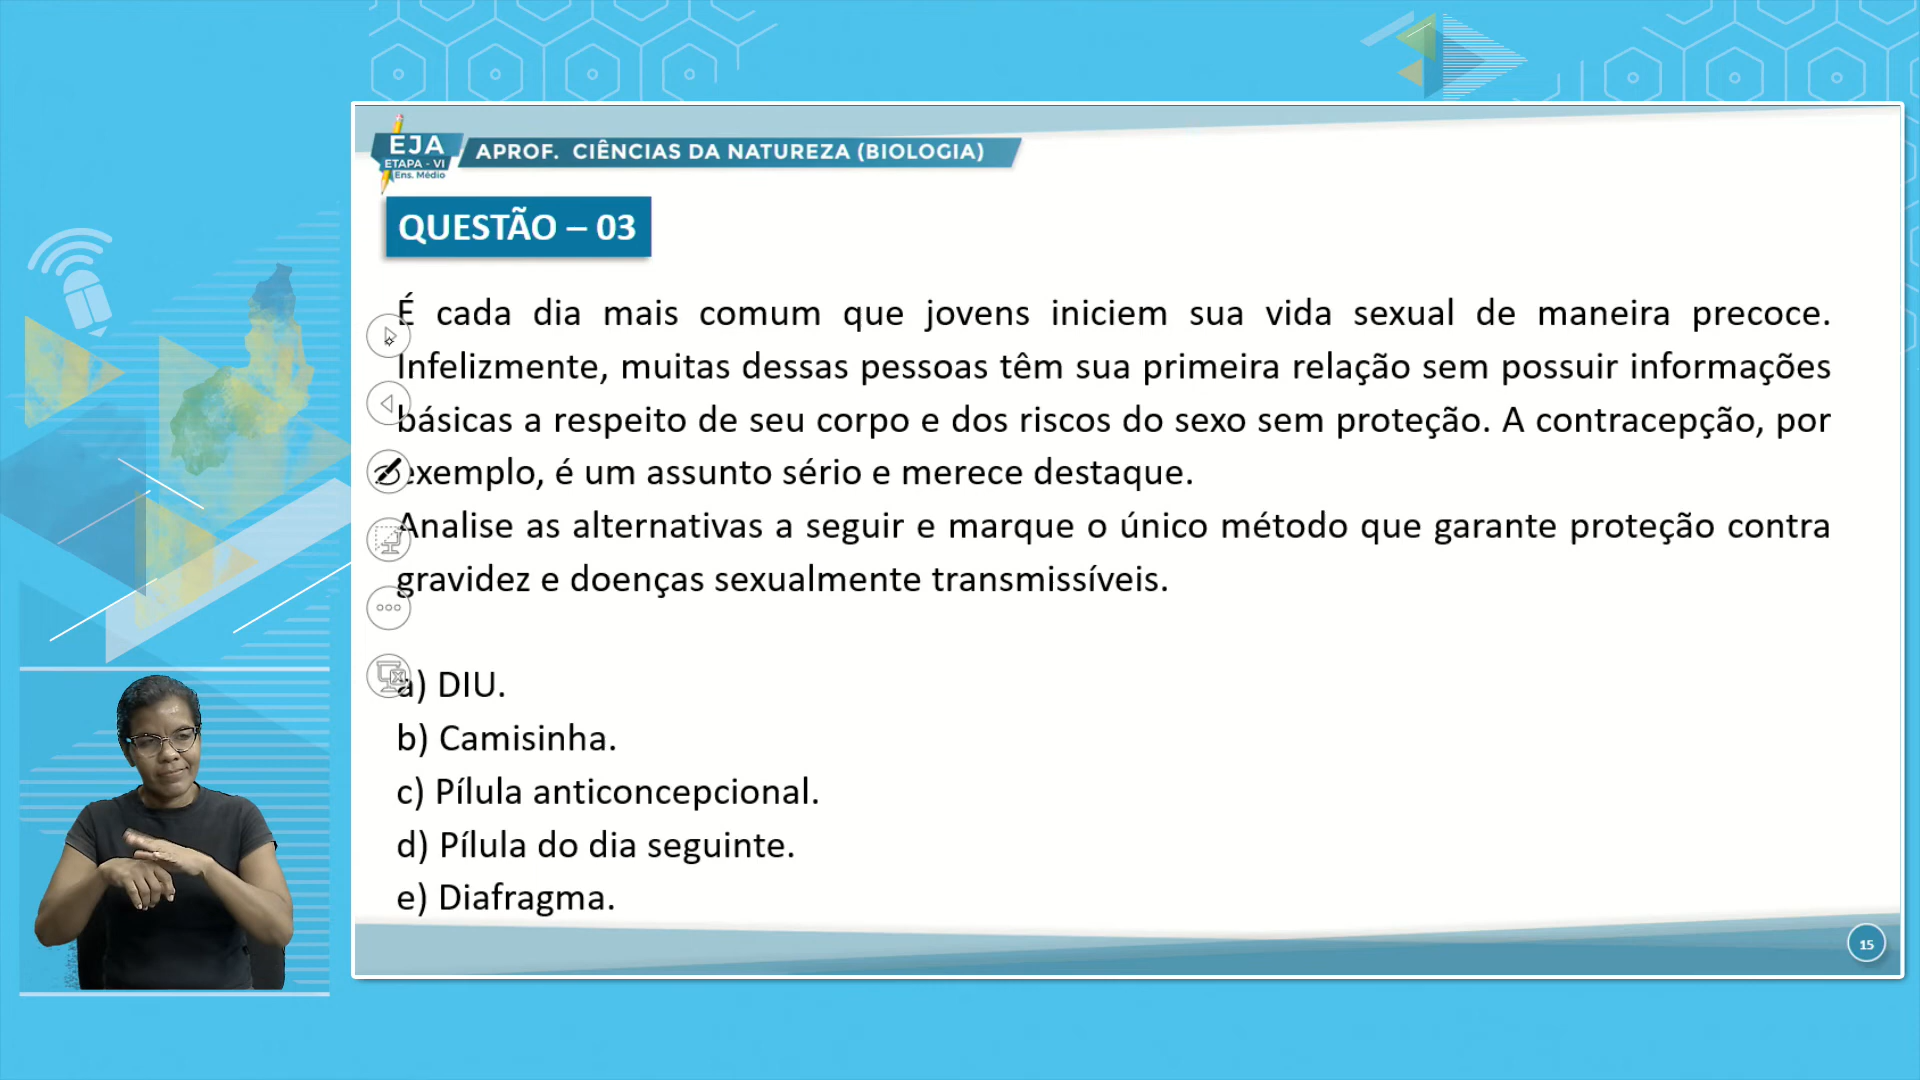 EJA
ETAPA - VI
Ens. Médio
APROF. CIÊNCIAS DA NATUREZA (BIOLOGIA)
QUESTÃO – 03
É cada dia mais comum que jovens iniciem sua vida sexual de maneira precoce.
Infelizmente, muitas dessas pessoas têm sua primeira relação sem possuir informações
básicas a respeito de seu corpo e dos riscos do sexo sem proteção. A contracepção, por
exemplo, é um assunto sério e merece destaque.
Analise as alternativas a seguir e marque o único método que garante proteção contra
gravidez e doenças sexualmente transmissíveis.
a) DIU.
b) Camisinha.
c) Pílula anticoncepcional.
d) Pílula do dia seguinte.
e) Diafragma.
15